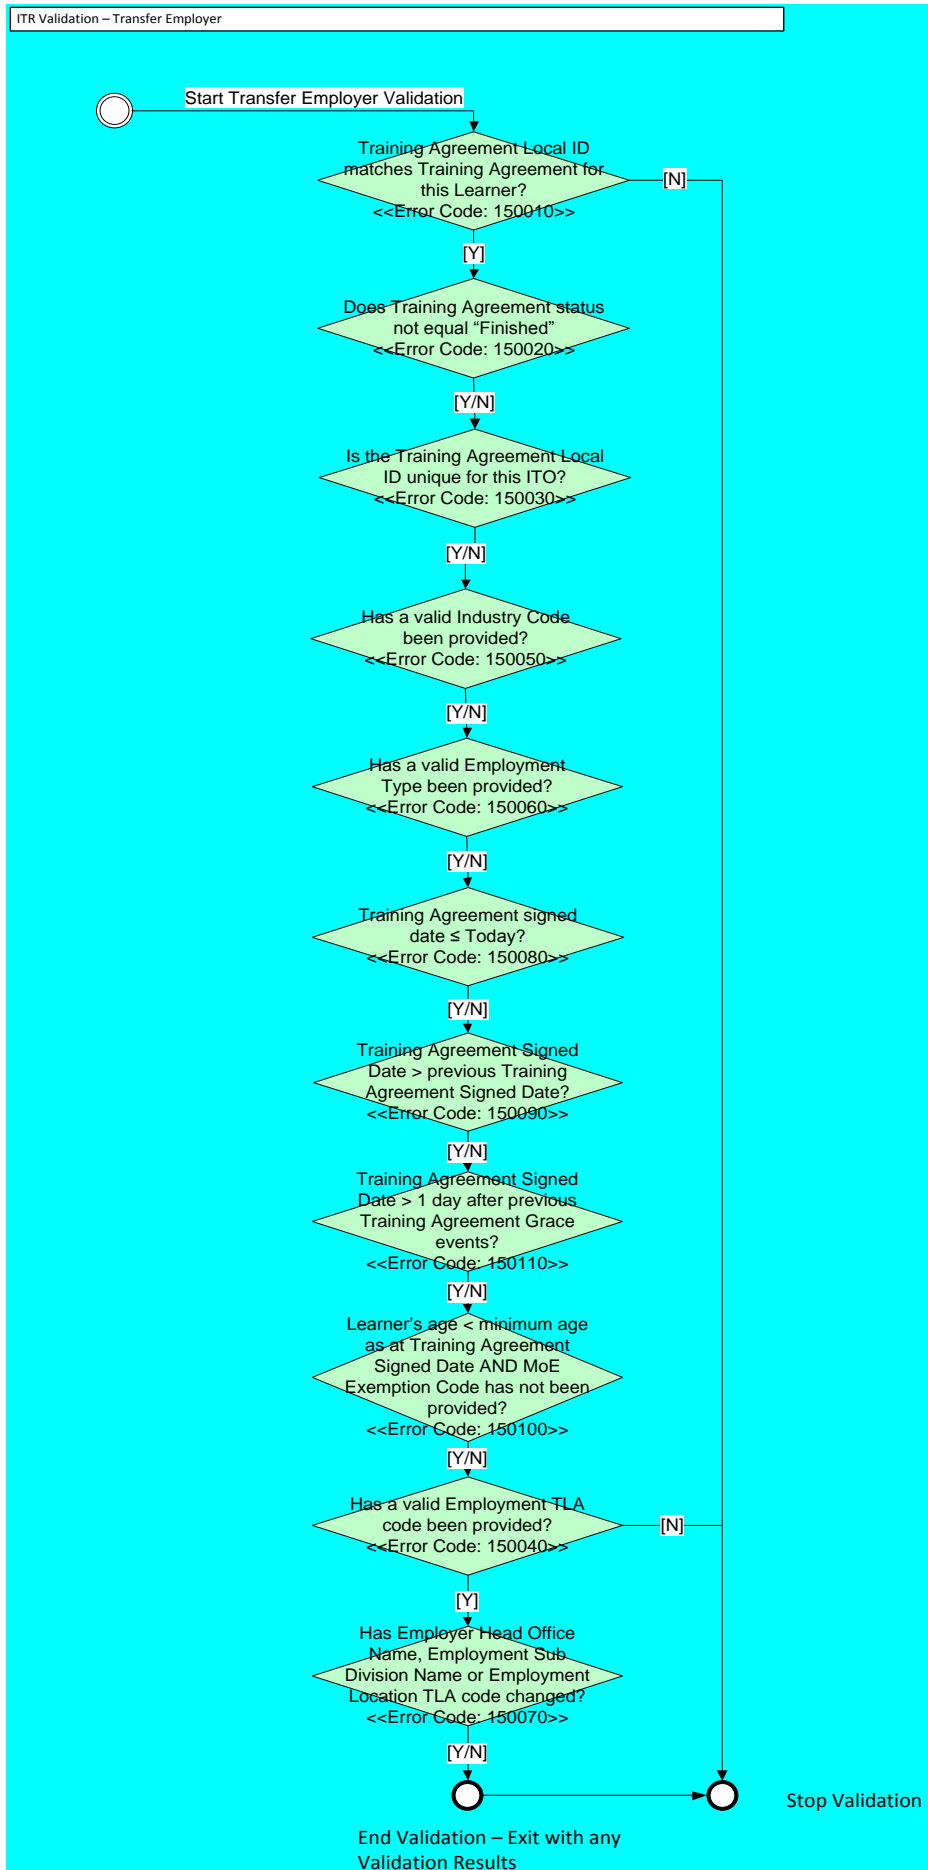 ITR Validation – Transfer Employer
Start Transfer Employer Validation
Training Agreement Local ID
matches Training Agreement for
this Learner?
<<Error Code: 150010>>
[N]
[Y]
Does Training Agreement status
not equal “Finished”
<<Error Code: 150020>>
[Y/N]
Is the Training Agreement Local
ID unique for this ITO?
<<Error Code: 150030>>
[Y/N]
Has a valid Industry Code
been provided?
<<Error Code: 150050>>
[Y/N]
Has a valid Employment
Type been provided?
<<Error Code: 150060>>
[Y/N]
Training Agreement signed
date ≤ Today?
<<Error Code: 150080>>
[Y/N]
Training Agreement Signed
Date > previous Training
Agreement Signed Date?
<<Error Code: 150090>>
[Y/N]
Training Agreement Signed
Date > 1 day after previous
Training Agreement Grace
events?
<<Error Code: 150110>>
[Y/N]
Learner's age < minimum age
as at Training Agreement
Signed Date AND MoE
Exemption Code has not been
provided?
<<Error Code: 150100>>
[Y/N]
Has a valid Employment TLA
code been provided?
<<Error Code: 150040>>
[N]
[Y]
Has Employer Head Office
Name, Employment Sub
Division Name or Employment
Location TLA code changed?
<<Error Code: 150070>>
[Y/N]
Stop Validation
End Validation – Exit with any
Validation Results